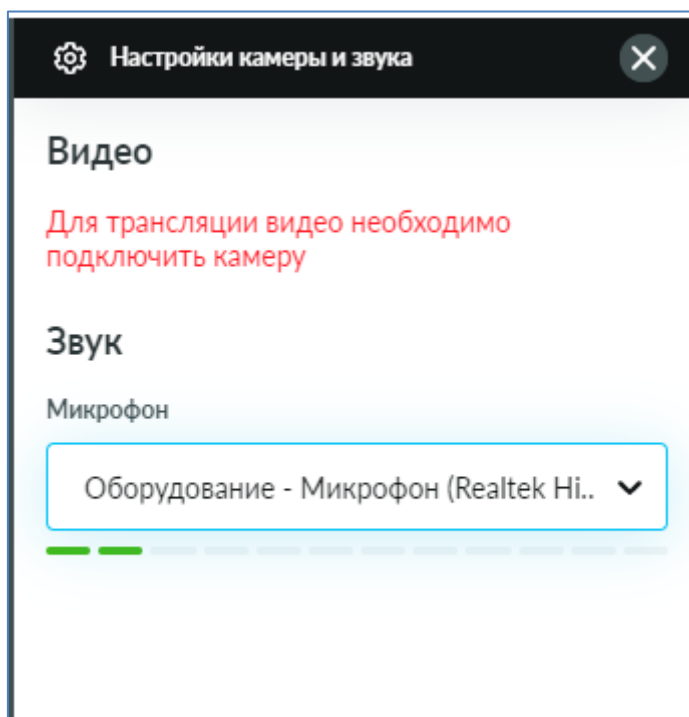 Настройки камеры и звука
Видео
Для трансляции видео необходимо
подключить камеру
Звук
Микрофон
Оборудование - Микрофон (Realtek Hi..